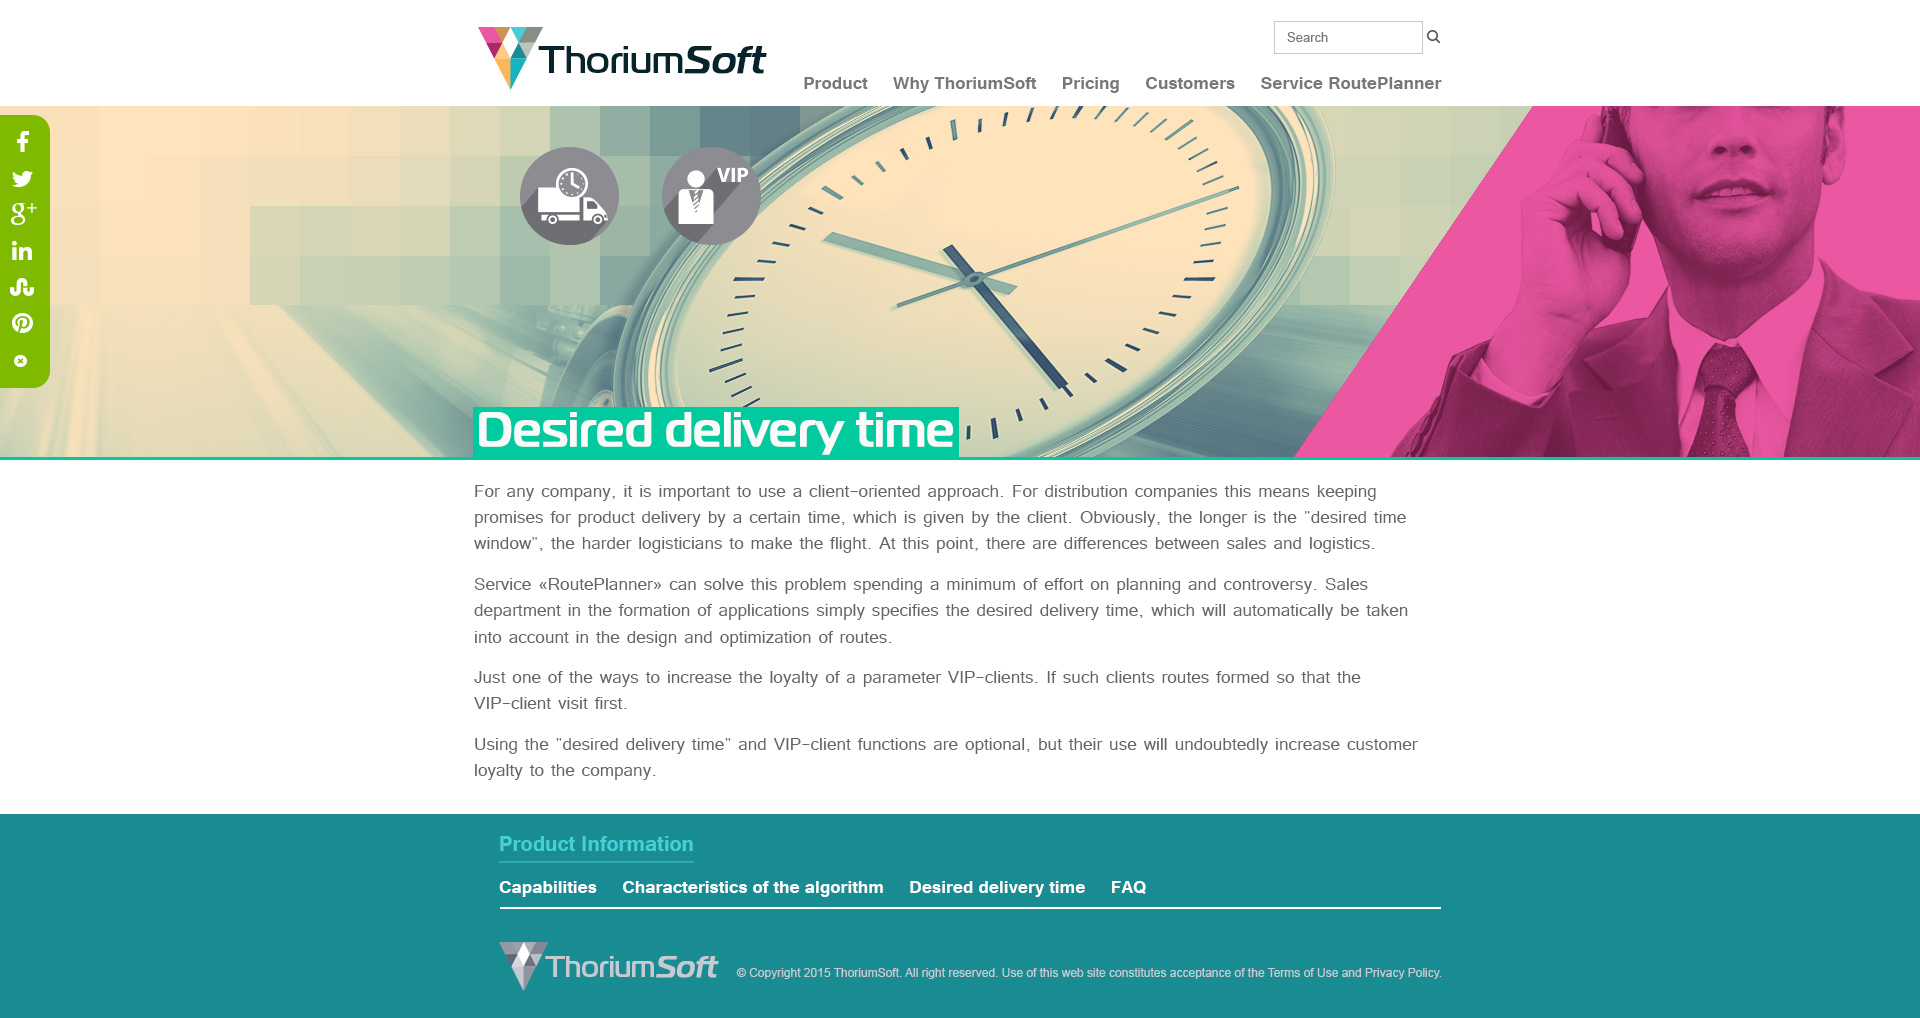 ThoriumSoft
Search
Product Why ThoriumSoft Pricing Customers Service RoutePlanner
VIP
Desired delivery time
For any company, it is important to use a client-oriented approach. For distribution companies this means keeping
promises for product delivery by a certain time, which is given by the client. Obviously, the longer is the "desired time
window", the harder logisticians to make the flight. At this point, there are differences between sales and logistics.
Service «RoutePlanner» can solve this problem spending a minimum of effort on planning and controversy. Sales
department in the formation of applications simply specifies the desired delivery time, which will automatically be taken
into account in the design and optimization of routes.
Just one of the ways to increase the loyalty of a parameter VIP-clients. If such clients routes formed so that the
VIP-client visit first.
Using the "desired delivery time" and VIP-client functions are optional, but their use will undoubtedly increase customer
loyalty to the company.
Product Information
Capabilities Characteristics of the algorithm Desired delivery time FAQ
ThoriumSoft
© Copyright 2015 ThoriumSoft. All right reserved. Use of this web site constitutes acceptance of the Terms of Use and Privacy Policy.